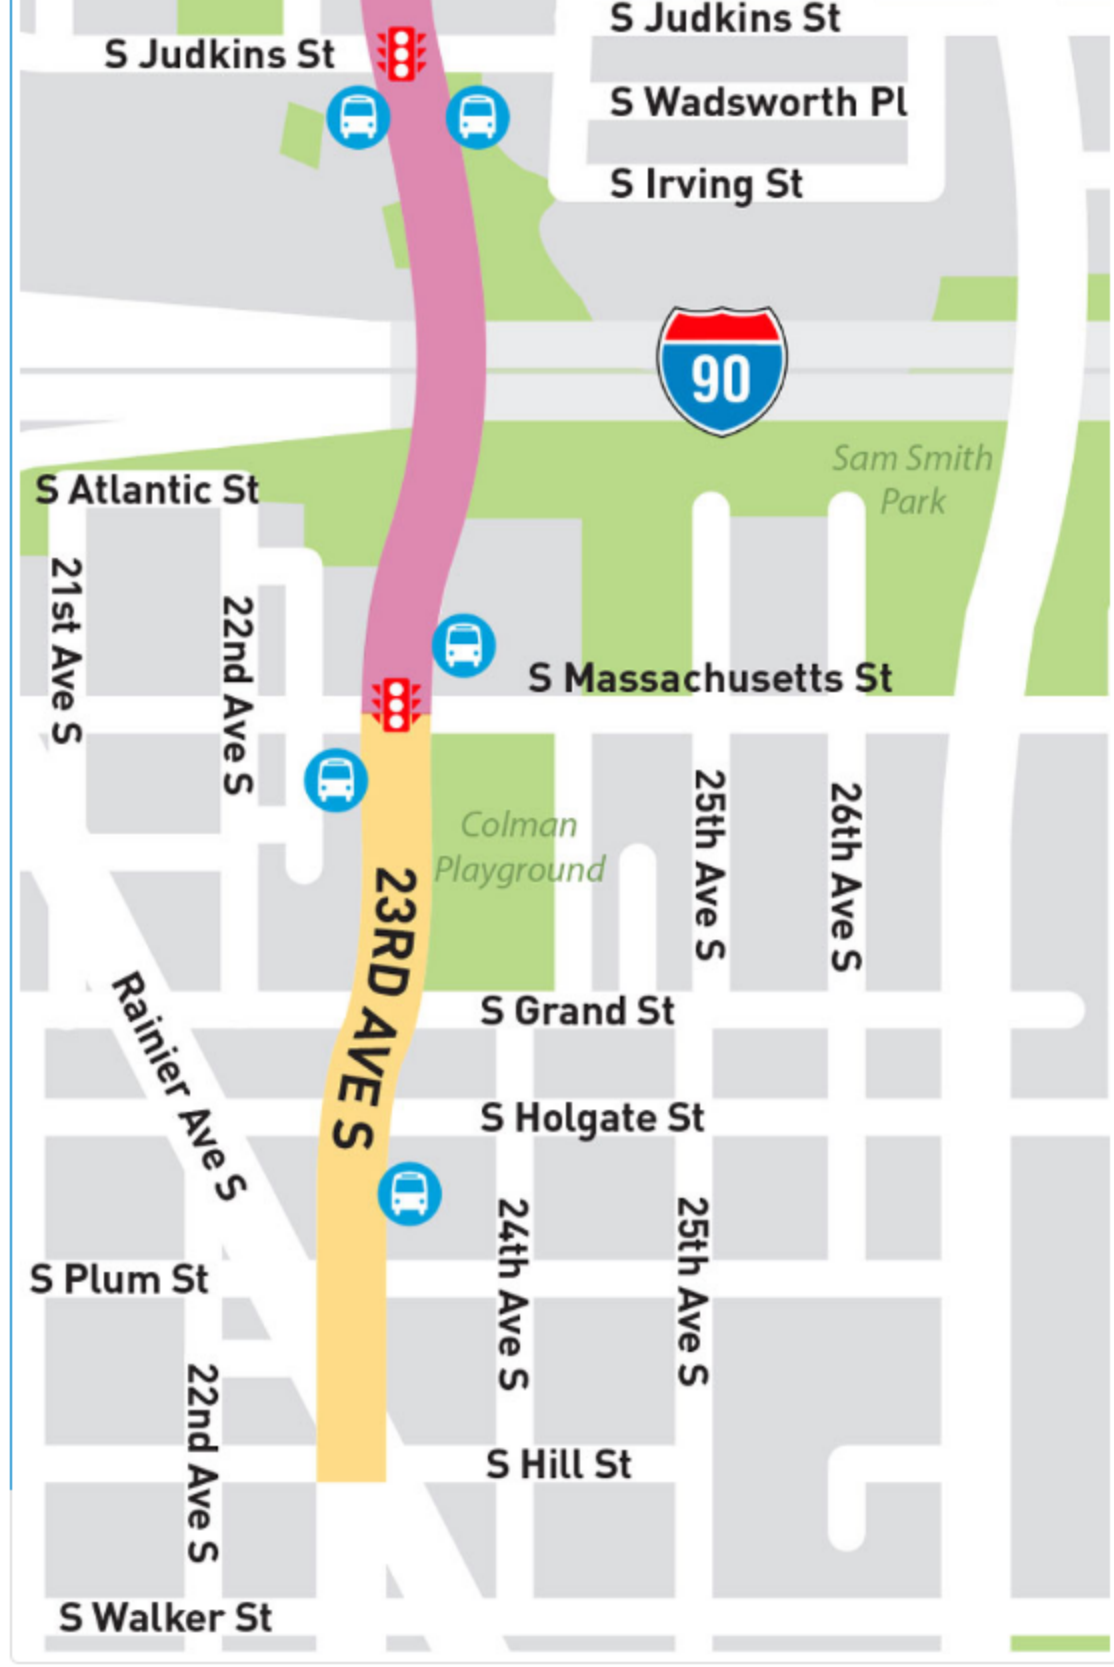 S Judkins St
S Judkins St
S Wadsworth Pl
S Irving St
90
Sam Smith
Park
S Atlantic St
21st Ave S
22nd Ave S
S Massachusetts St
Colman
Playground
25th Ave S
26th Ave S
23RD AVE S
Rainier Ave S
S Grand St
S Holgate St
24th Ave S
25th Ave S
S Plum St
22nd Ave S
S Hill St
S Walker St